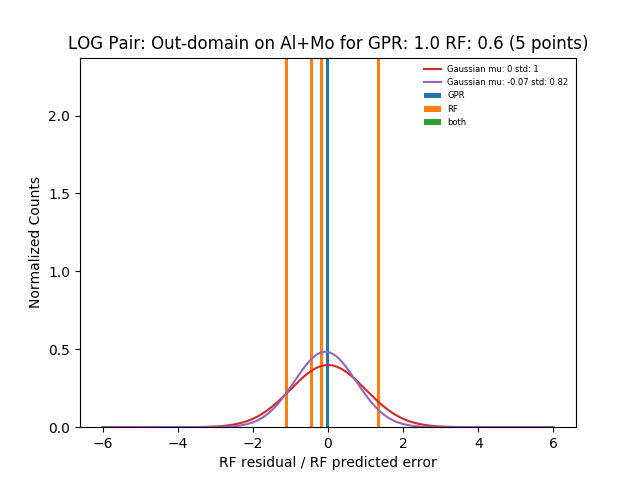 LOG Pair: Out-domain on Al+Mo for GPR: 1.0 RF: 0.6 (5 points)
Gaussian mu: 0 std: 1
Gaussian mu: -0.07 std: 0.82
GPR
RF
both
Normalized Counts
2.0
1.5
1.0
0.5
0.0
−6 −4 −2 0 2 4 6
RF residual / RF predicted error